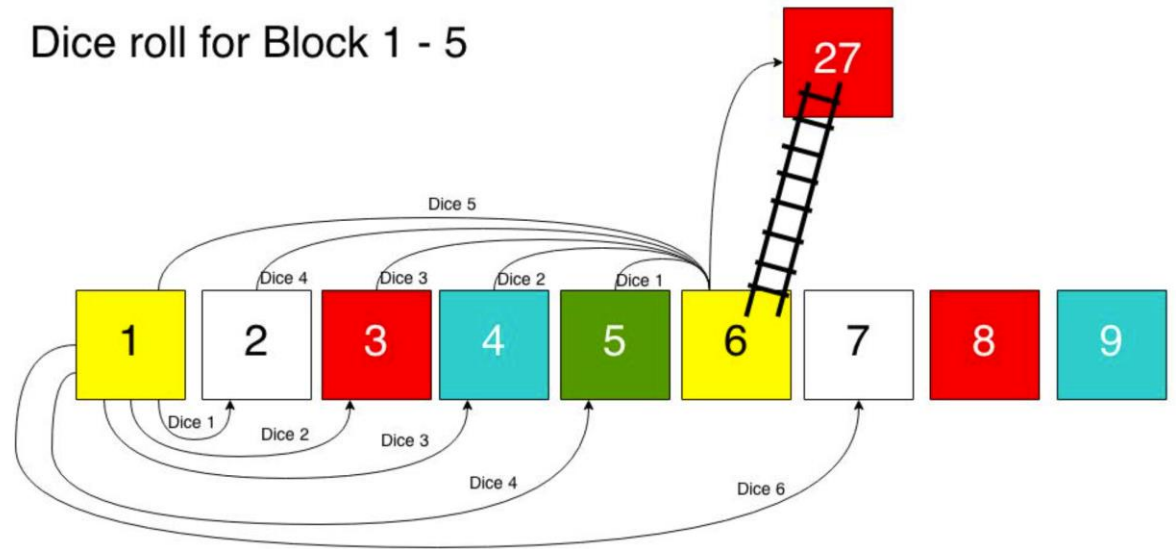 Dice roll for Block 1 - 5
27
Dice 5
Dice 4
Dice 3
Dice 2
Dice 1
1
2
3
4
5
6
7
8
9
Dice 1
Dice 2
Dice 3
Dice 4
Dice 6